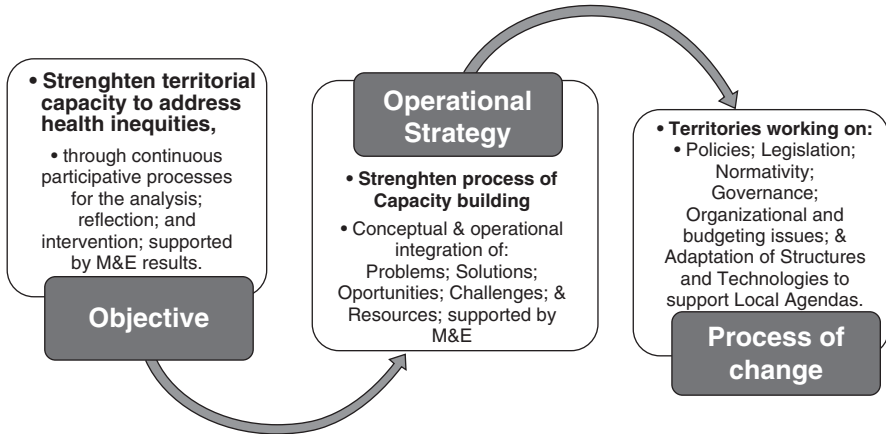 • Strenghten territorial
capacity to address
health inequities,
• through continuous
participative processes
for the analysis;
reflection; and
intervention; supported
by M&E results.
Objective
Operational
Strategy
• Strenghten process of
Capacity building
• Conceptual & operational
integration of:
Problems; Solutions;
Oportunities; Challenges; &
Resources; supported by
M&E
• Territories working on:
• Policies; Legislation;
Normativity;
Governance;
Organizational and
budgeting issues; &
Adaptation of Structures
and Technologies to
support Local Agendas.
Process of
change